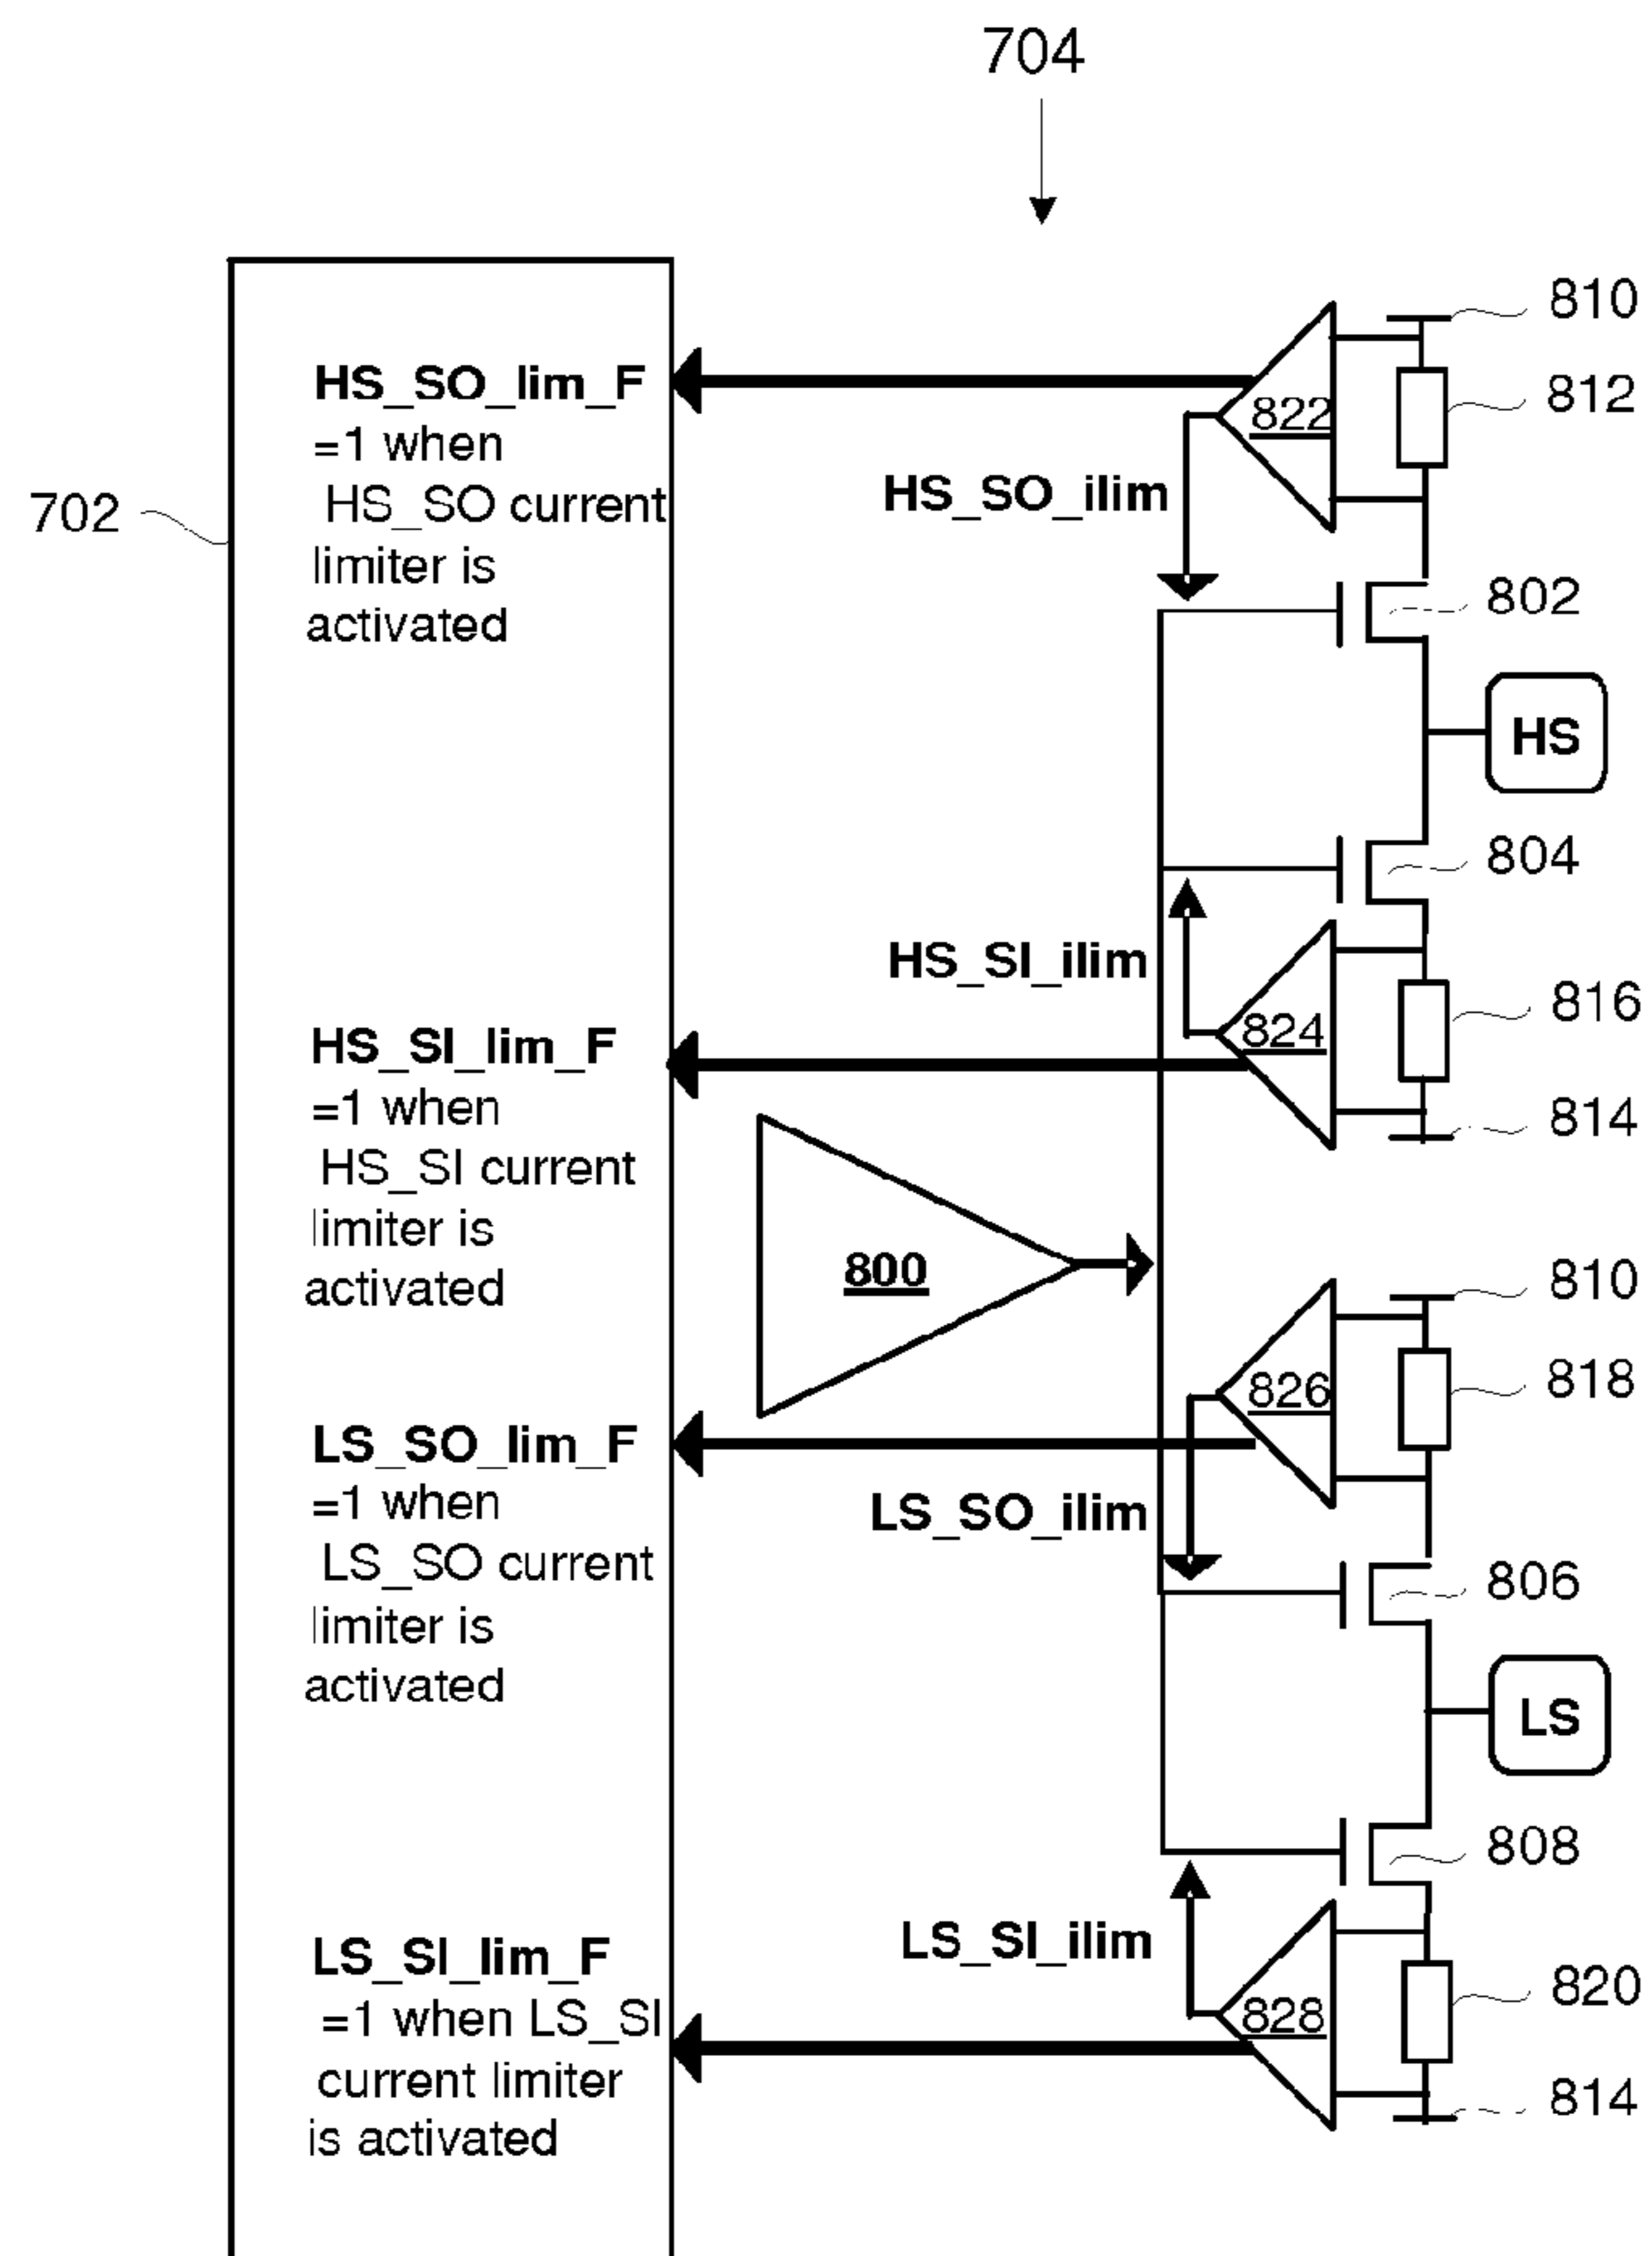 704
702
HS_SO_lim_F
=1 when
HS_SO current
limiter is
activated
HS_SO_ilim
822
810
812
802
HS
804
HS_SI_ilim
824
816
814
HS_SI_lim_F
=1 when
HS_SI current
limiter is
activated
800
810
826
818
LS_SO_lim_F
=1 when
LS_SO current
limiter is
activated
LS_SO_ilim
806
LS
808
LS_SI_ilim
828
820
814
LS_SI_lim_F
=1 when LS_SI
current limiter
is activated